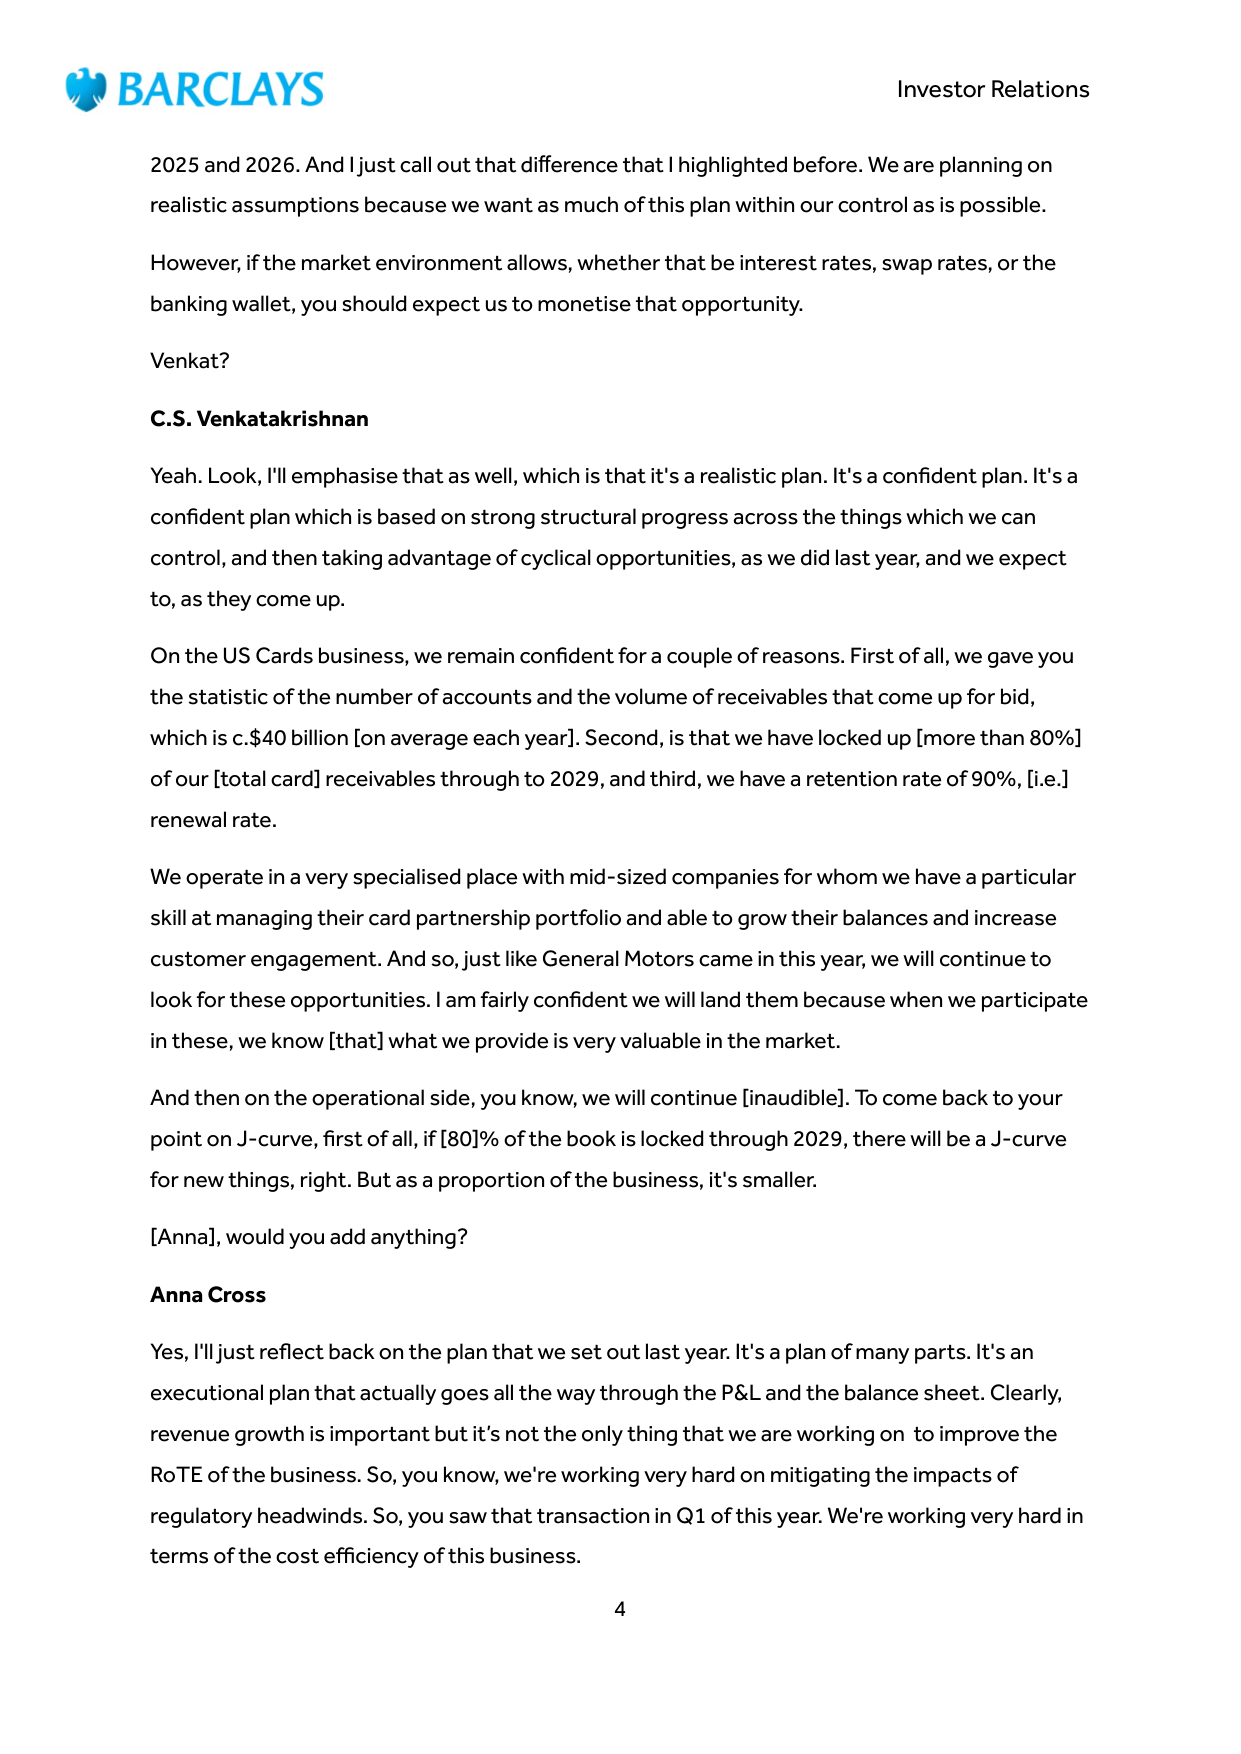 BARCLAYS
Investor Relations
2025 and 2026. And I just call out that difference that I highlighted before. We are planning on
realistic assumptions because we want as much of this plan within our control as is possible.
However, if the market environment allows, whether that be interest rates, swap rates, or the
banking wallet, you should expect us to monetise that opportunity.
Venkat?
C.S. Venkatakrishnan
Yeah. Look, I'll emphasise that as well, which is that it's a realistic plan. It's a confident plan. It's a
confident plan which is based on strong structural progress across the things which we can
control, and then taking advantage of cyclical opportunities, as we did last year, and we expect
to, as they come up.
On the US Cards business, we remain confident for a couple of reasons. First of all, we gave you
the statistic of the number of accounts and the volume of receivables that come up for bid,
which is c.$40 billion [on average each year]. Second, is that we have locked up [more than 80%]
of our [total card] receivables through to 2029, and third, we have a retention rate of 90%, [i.e.]
renewal rate.
We operate in a very specialised place with mid-sized companies for whom we have a particular
skill at managing their card partnership portfolio and able to grow their balances and increase
customer engagement. And so, just like General Motors came in this year, we will continue to
look for these opportunities. I am fairly confident we will land them because when we participate
in these, we know [that] what we provide is very valuable in the market.
And then on the operational side, you know, we will continue [inaudible]. To come back to your
point on J-curve, first of all, if [80]% of the book is locked through 2029, there will be a J-curve
for new things, right. But as a proportion of the business, it's smaller.
[Anna], would you add anything?
Anna Cross
Yes, I'll just reflect back on the plan that we set out last year. It's a plan of many parts. It's an
executional plan that actually goes all the way through the P&L and the balance sheet. Clearly,
revenue growth is important but it’s not the only thing that we are working on  to improve the
RoTE of the business. So, you know, we're working very hard on mitigating the impacts of
regulatory headwinds. So, you saw that transaction in Q1 of this year. We're working very hard in
terms of the cost efficiency of this business.
4